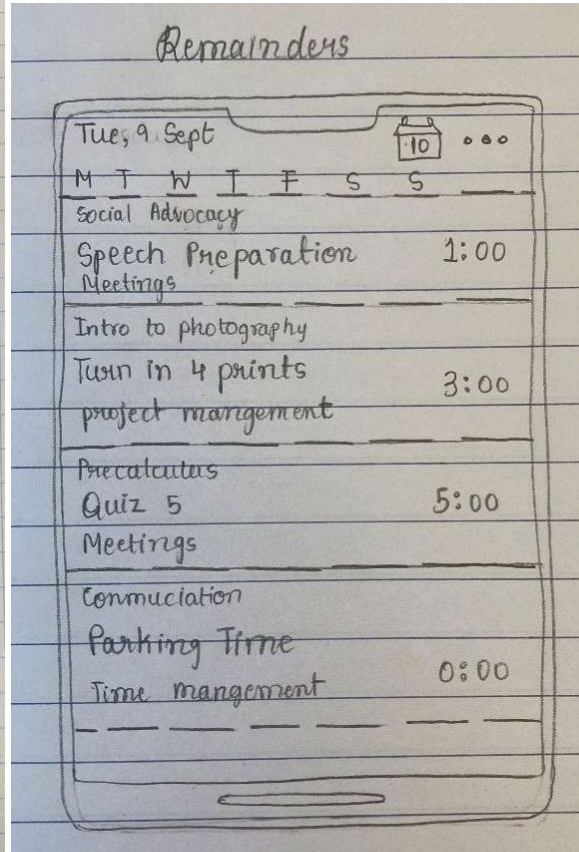 Remainders
Tue, 9 Sept 10
M T W T F S S
Social Advocacy
Speech Preparation 1:00
Meetings
Intro to photography
Turn in 4 prints 3:00
project mangement
Precalculus
Quiz 5 5:00
Meetings
Conmuciation
Parking Time
Time mangement 0:00